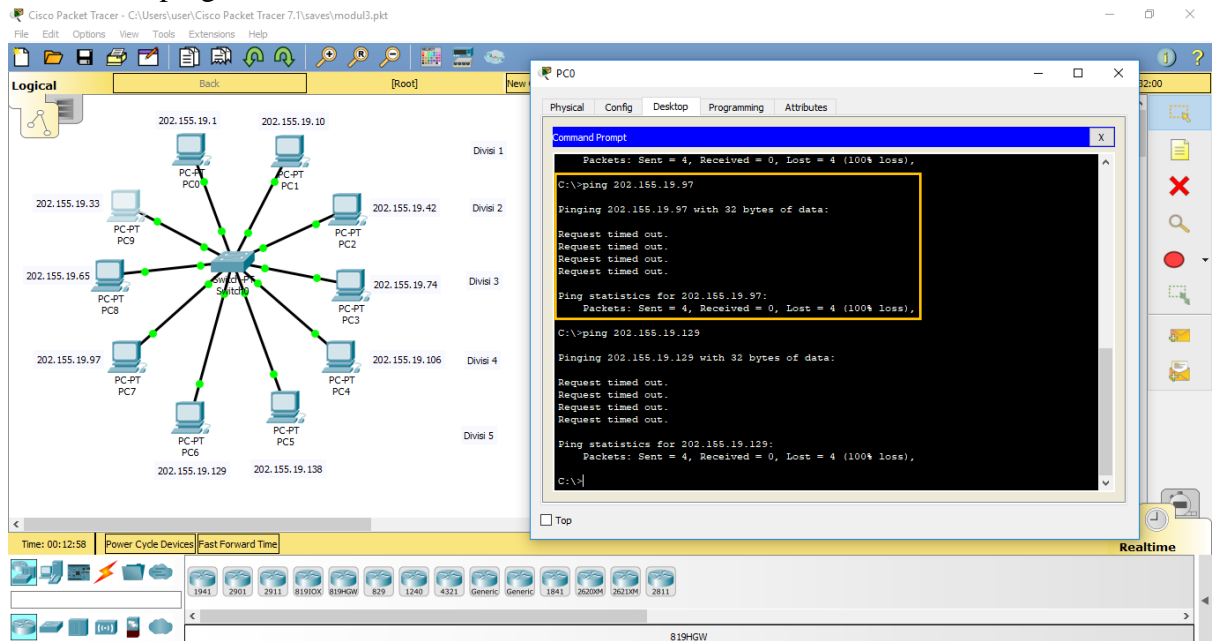 Cisco Packet Tracer - C:\Users\user\Cisco Packet Tracer 7.1\saves\modul3.pkt
File Edit Options View Tools Extensions Help
Logical Back [Root] New
202.155.19.1 202.155.19.10
Divisi 1
PC-PT
PC0
PC-PT
PC1
202.155.19.33 202.155.19.42 Divisi 2
PC-PT
PC9
PC-PT
PC2
202.155.19.65 202.155.19.74 Divisi 3
Switch-PT
Switch0
PC-PT
PC8
PC-PT
PC3
202.155.19.97 202.155.19.106 Divisi 4
PC-PT
PC7
PC-PT
PC4
PC-PT
PC6
PC-PT
PC5
Divisi 5
202.155.19.129 202.155.19.138
PC0
Physical Config Desktop Programming Attributes
Command Prompt X
Packets: Sent = 4, Received = 0, Lost = 4 (100% loss),
C:\>ping 202.155.19.97
Pinging 202.155.19.97 with 32 bytes of data:
Request timed out.
Request timed out.
Request timed out.
Request timed out.
Ping statistics for 202.155.19.97:
Packets: Sent = 4, Received = 0, Lost = 4 (100% loss),
C:\>ping 202.155.19.129
Pinging 202.155.19.129 with 32 bytes of data:
Request timed out.
Request timed out.
Request timed out.
Request timed out.
Ping statistics for 202.155.19.129:
Packets: Sent = 4, Received = 0, Lost = 4 (100% loss),
C:\>
Top
32:00
Time: 00:12:58 Power Cycle Devices Fast Forward Time Realtime
1941 2901 2911 819IOX 819HGW 829 1240 4321 Generic Generic 1841 2620XM 2621XM 2811
819HGW